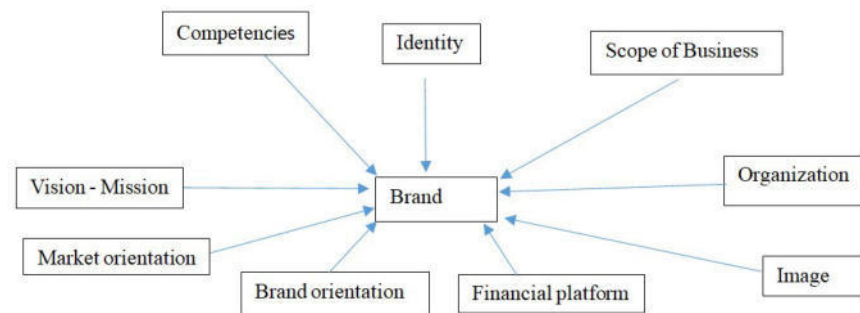 Competencies
Identity
Scope of Business
Organization
Vision - Mission
Brand
Market orientation
Brand orientation
Financial platform
Image